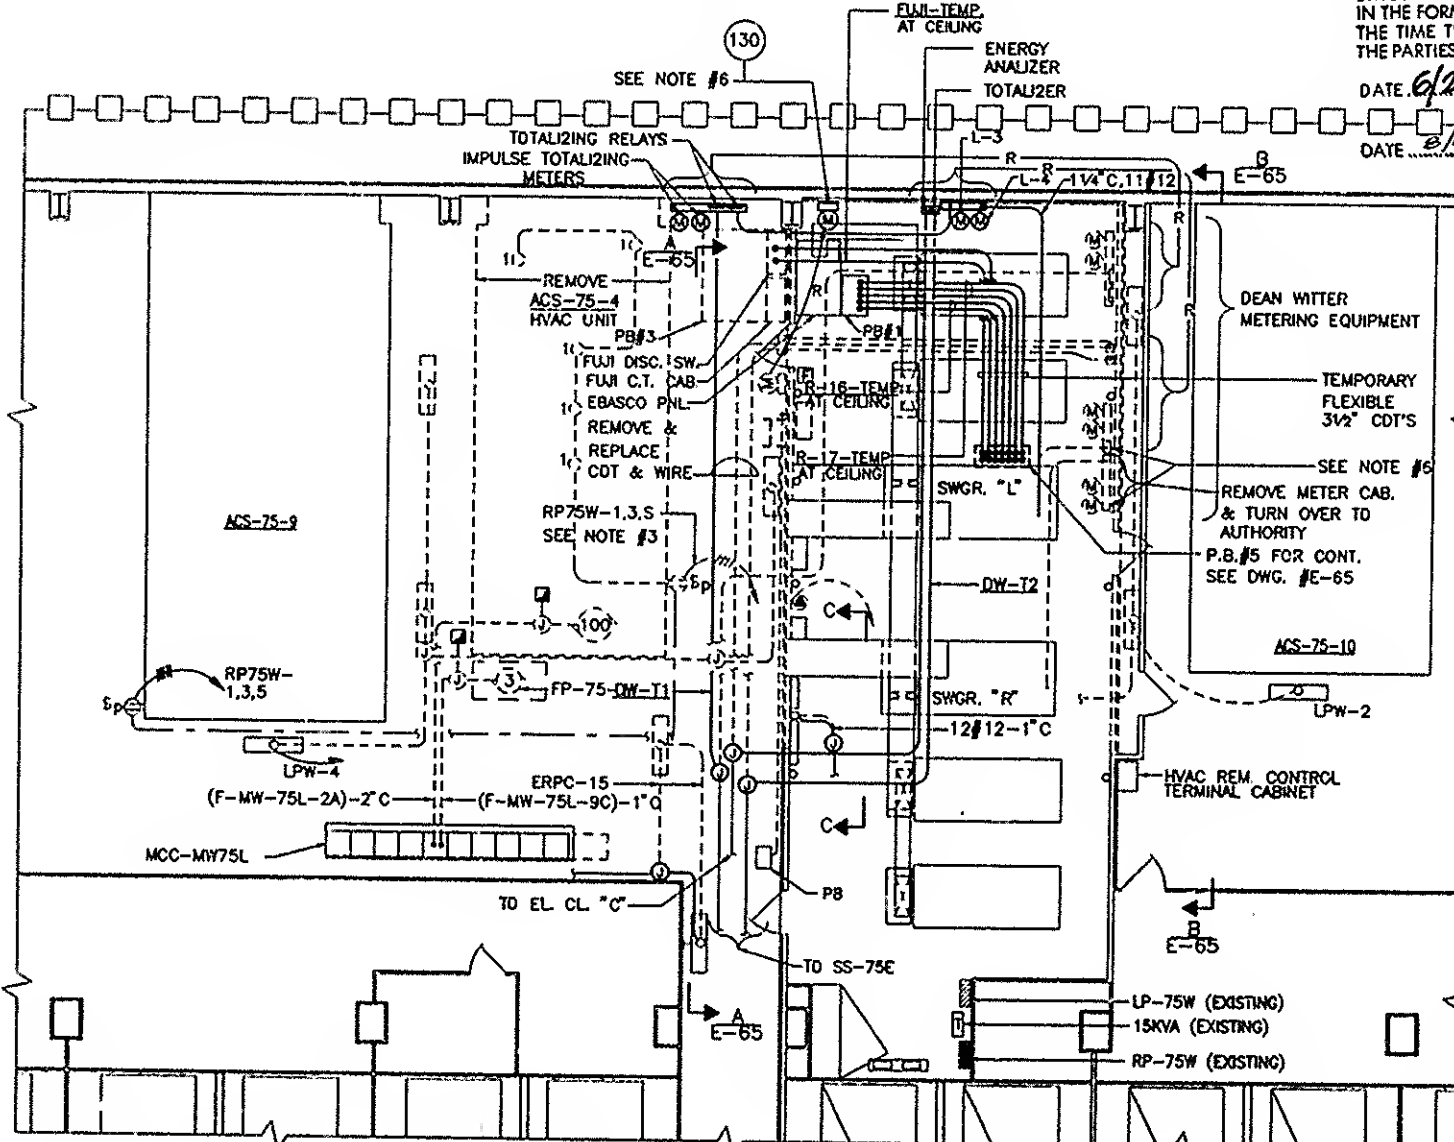 FUJI-TEMP.
AT CEILING
IN THE FORM
THE TIME T
THE PARTIES
130
ENERGY
ANALIZER
SEE NOTE #6
TOTALIZER
DATE
TOTALIZING RELAYS
L-3
DATE
IMPULSE TOTALIZING
METERS
R
R
B
E-65
L-4
1 1/4"C, 11#12
R
M M
M
M M
M
M
A
E-65
REMOVE
ACS-75-4
HVAC UNIT
R
R
DEAN WITTER
METERING EQUIPMENT
PB#3
PB#1
FUJI DISC. SW.
FUJI C.T. CAB
EBASCO PNL.
R-16-TEMP
AT CEILING
TEMPORARY
FLEXIBLE
3 1/2" CDT'S
REMOVE &
REPLACE
CDT & WIRE
M
M
R-17-TEMP
AT CEILING
SEE NOTE #6
SWGR. "L"
REMOVE METER CAB.
& TURN OVER TO
AUTHORITY
M
RP75W-1,3,5
SEE NOTE #3
ACS-75-9
P.B.#5 FOR CONT.
SEE DWG. #E-65
Sp
DW-T2
C
J
100
J
ACS-75-10
RP75W-
1,3,5
J
3
FP-75
DW-T1
SWGR. "R"
Sp
LPW-2
12#12-1"C
J
J
LPW-4
J
J
ERPC-15
HVAC REM. CONTROL
TERMINAL CABINET
(F-MW-75L-2A)-2"C
(F-MW-75L-9C)-1"C
C
MCC-MW75L
J
PB
TO EL. CL. "C"
B
E-65
TO SS-75E
LP-75W (EXISTING)
A
E-65
15KVA (EXISTING)
RP-75W (EXISTING)